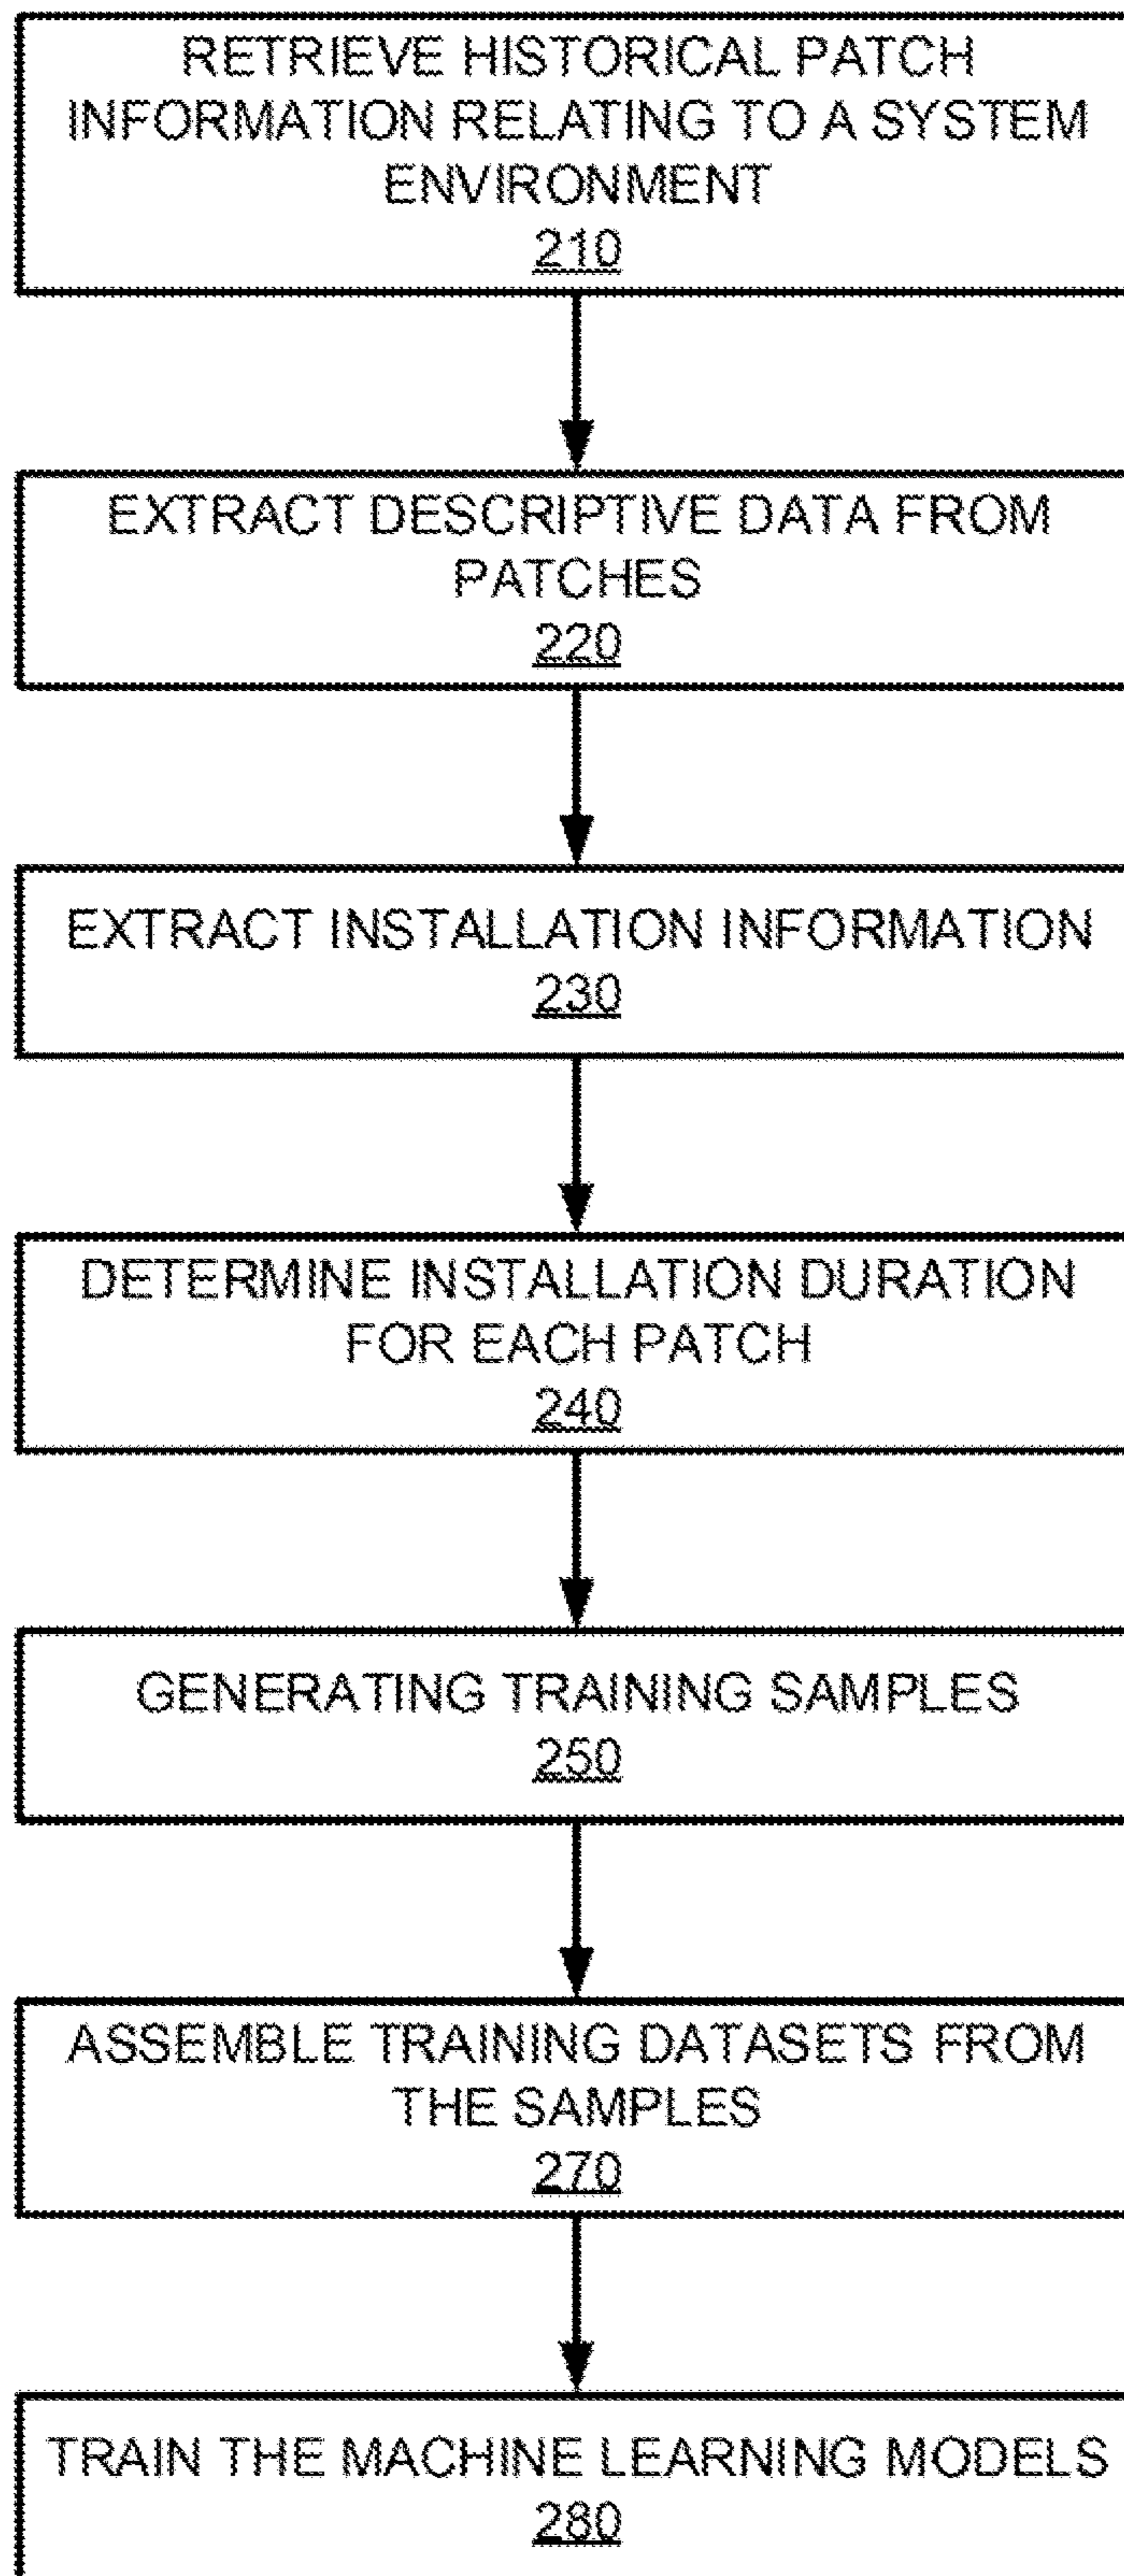 RETRIEVE HISTORICAL PATCH
INFORMATION RELATING TO A SYSTEM
ENVIRONMENT
210
EXTRACT DESCRIPTIVE DATA FROM
PATCHES
220
EXTRACT INSTALLATION INFORMATION
230
DETERMINE INSTALLATION DURATION
FOR EACH PATCH
240
GENERATING TRAINING SAMPLES
250
ASSEMBLE TRAINING DATASETS FROM
THE SAMPLES
270
TRAIN THE MACHINE LEARNING MODELS
280